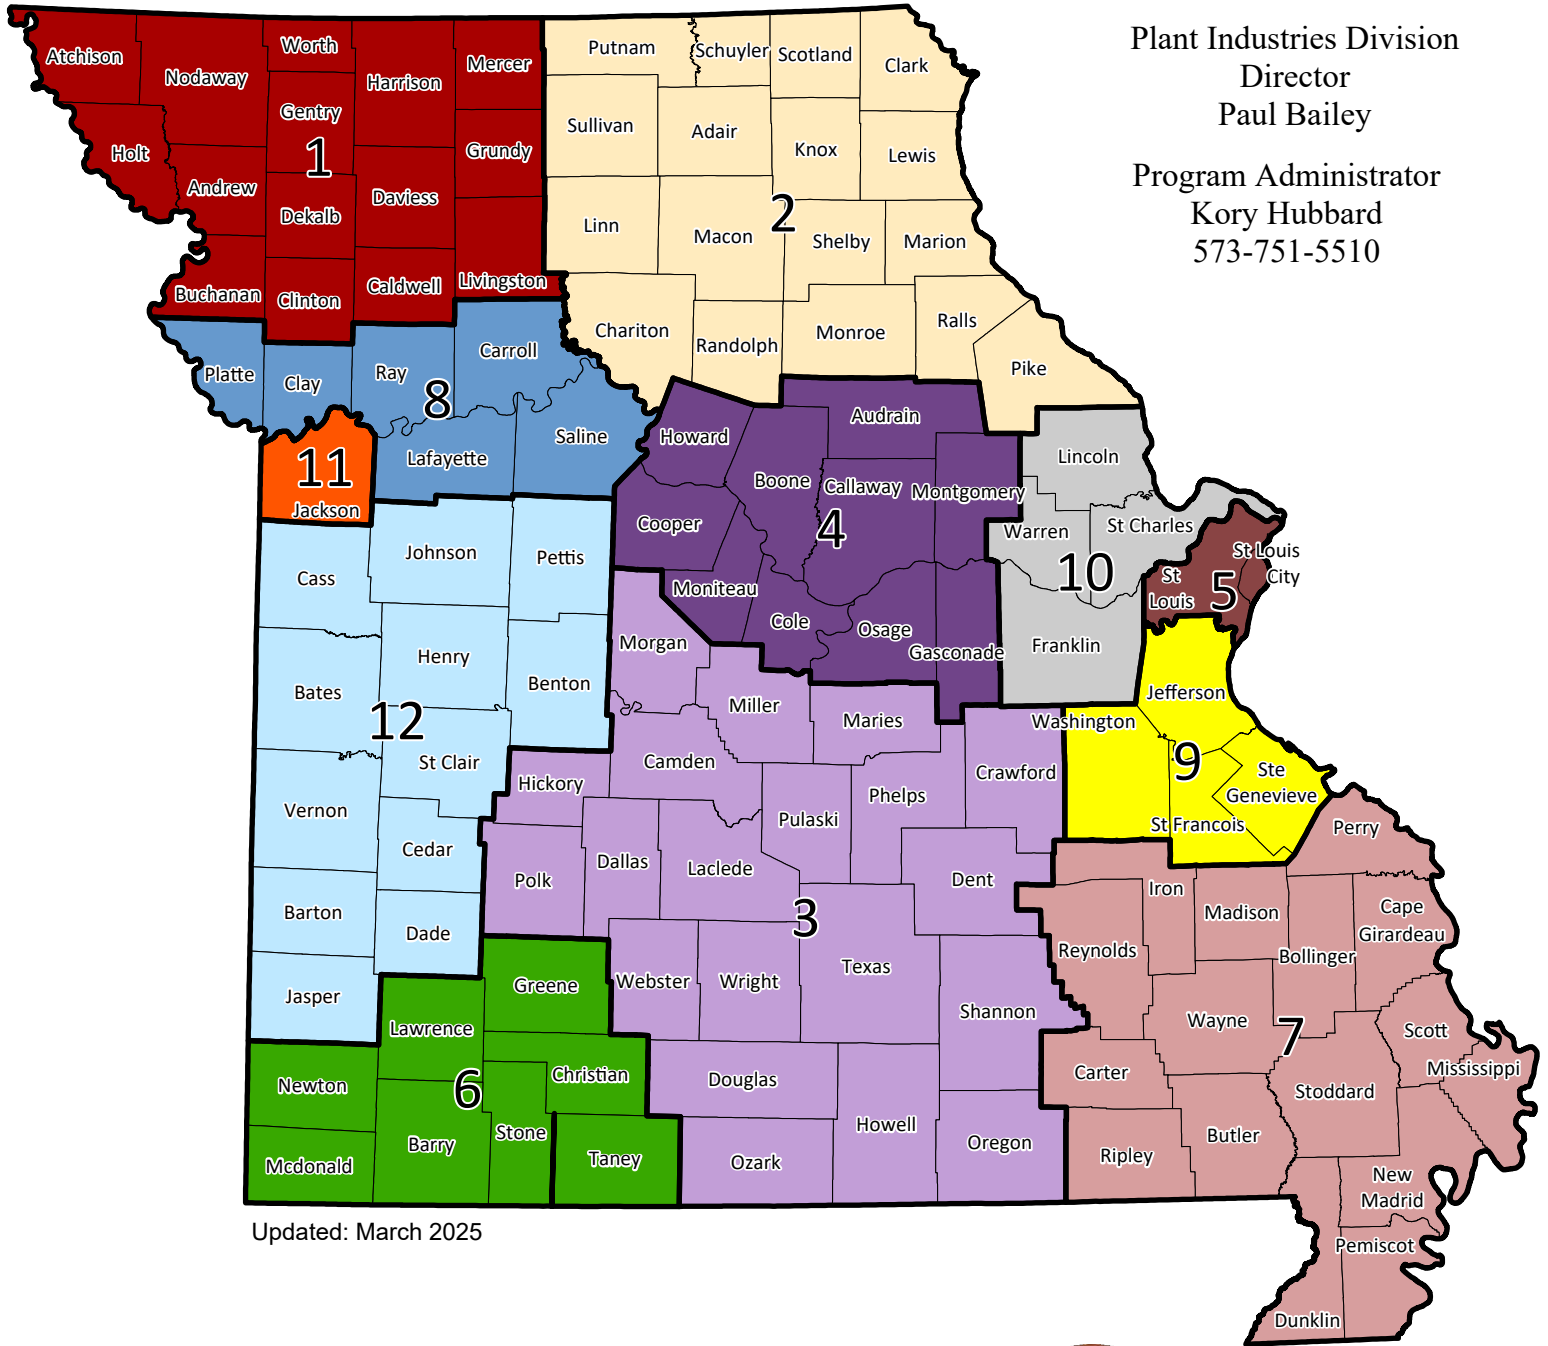 Plant Industries Division
Director
Paul Bailey
Program Administrator
Kory Hubbard
573-751-5510
Atchison
Nodaway
Worth
Harrison
Mercer
Gentry
Holt
1
Grundy
Andrew
Dekalb
Daviess
Buchanan
Clinton
Caldwell
Livingston
Putnam
Schuyler
Scotland
Clark
Sullivan
Adair
Knox
Lewis
Linn
Macon
2
Shelby
Marion
Chariton
Randolph
Monroe
Ralls
Pike
Platte
Clay
Ray
8
Carroll
Lafayette
Saline
11
Jackson
Howard
Boone
Audrain
Callaway
Montgomery
Cooper
4
Moniteau
Cole
Osage
Gasconade
Lincoln
Warren
St Charles
10
Franklin
St Louis
City
St
Louis
5
Cass
Johnson
Pettis
Henry
Benton
Bates
12
St Clair
Vernon
Cedar
Barton
Dade
Jasper
Morgan
Miller
Maries
Camden
Hickory
Crawford
Phelps
Pulaski
Dallas
Laclede
Polk
Dent
3
Webster
Wright
Texas
Shannon
Douglas
Howell
Ozark
Oregon
Jefferson
Washington
9
Ste
Genevieve
St Francois
Perry
Iron
Madison
Cape
Girardeau
Reynolds
Bollinger
Wayne
7
Scott
Mississippi
Carter
Stoddard
Butler
Ripley
New
Madrid
Pemiscot
Dunklin
Greene
Lawrence
Christian
Newton
6
Stone
Barry
Taney
Mcdonald
Updated: March 2025